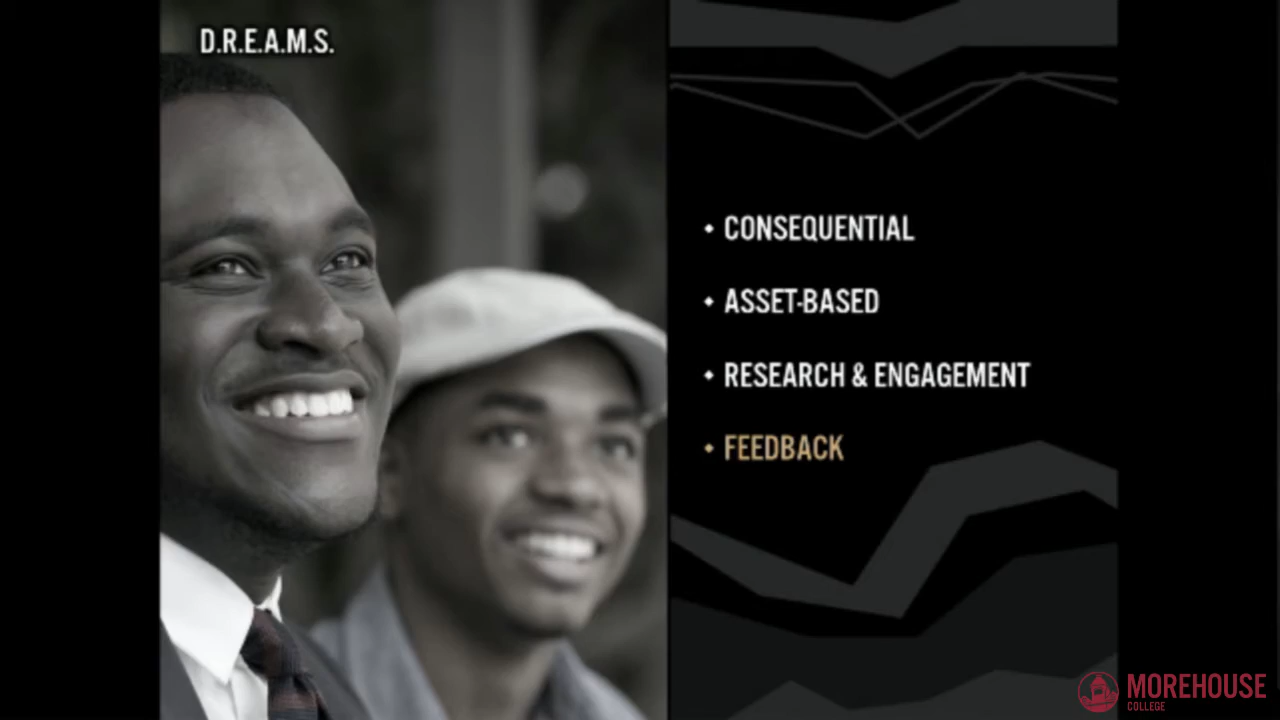 D.R.E.A.M.S.
• CONSEQUENTIAL
• ASSET-BASED
• RESEARCH & ENGAGEMENT
• FEEDBACK
MOREHOUSE
COLLEGE